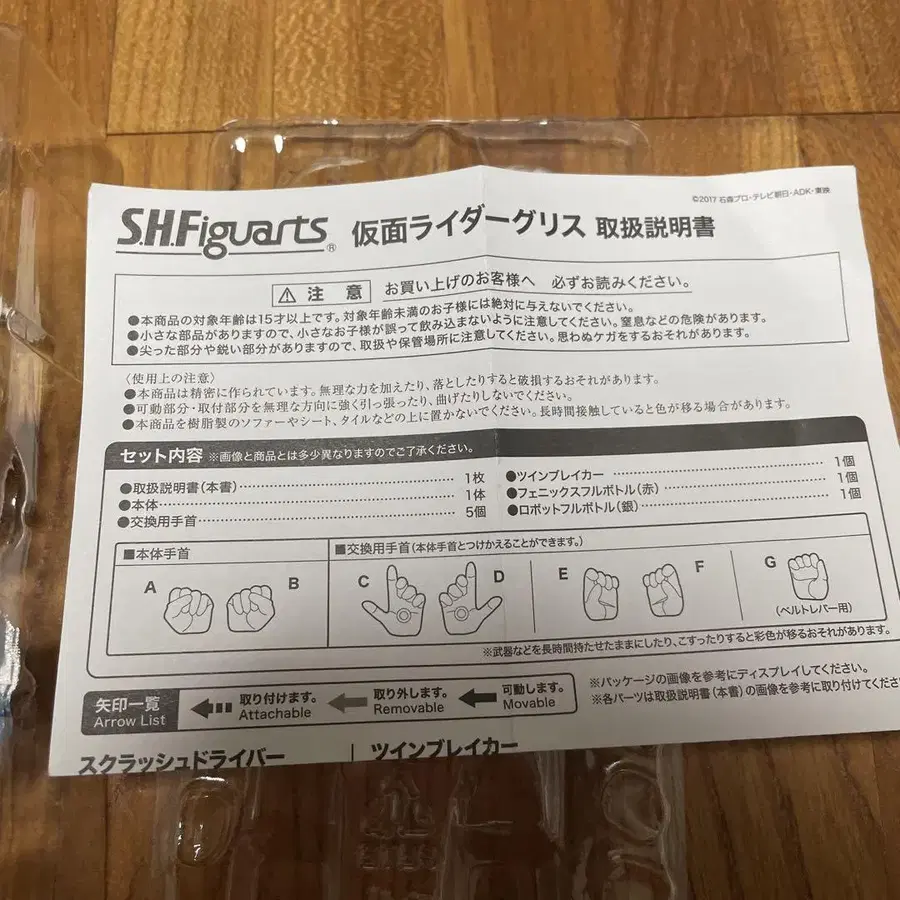 ©2017 石森プロ・テレビ朝日・ADK・東映
S.H.Figuarts® 仮面ライダーグリス 取扱説明書
⚠ 注 意 お買い上げのお客様へ 必ずお読みください。
●本商品の対象年齢は15才以上です。対象年齢未満のお子様には絶対に与えないでください。
●小さな部品がありますので、小さなお子様が誤って飲み込まないように注意してください。窒息などの危険があります。
●尖った部分や鋭い部分がありますので、取扱や保管場所に注意してください。思わぬケガをするおそれがあります。
〈使用上の注意〉
●本商品は精密に作られています。無理な力を加えたり、落としたりすると破損するおそれがあります。
●可動部分・取付部分を無理な方向に強く引っ張ったり、曲げたりしないでください。
●本商品を樹脂製のソファーやシート、タイルなどの上に置かないでください。長時間接触していると色が移る場合があります。
セット内容 ※画像と商品とは多少異なりますのでご了承ください。
●取扱説明書(本書) 1枚
●本体 1体
●交換用手首 5個
●ツインブレイカー 1個
●フェニックスフルボトル(赤) 1個
●ロボットフルボトル(銀) 1個
■本体手首
A B
■交換用手首(本体手首とつけかえることができます。)
C D E F G
(ベルトレバー用)
※武器などを長時間持たせたままにしたり、こすったりすると彩色が移るおそれがあります。
矢印一覧
Arrow List
取り付けます。
Attachable
取り外します。
Removable
可動します。
Movable
※パッケージの画像を参考にディスプレイしてください。
※各パーツは取扱説明書(本書)の画像を参考に取り付けてくださ
スクラッシュドライバー
ツインブレイカー